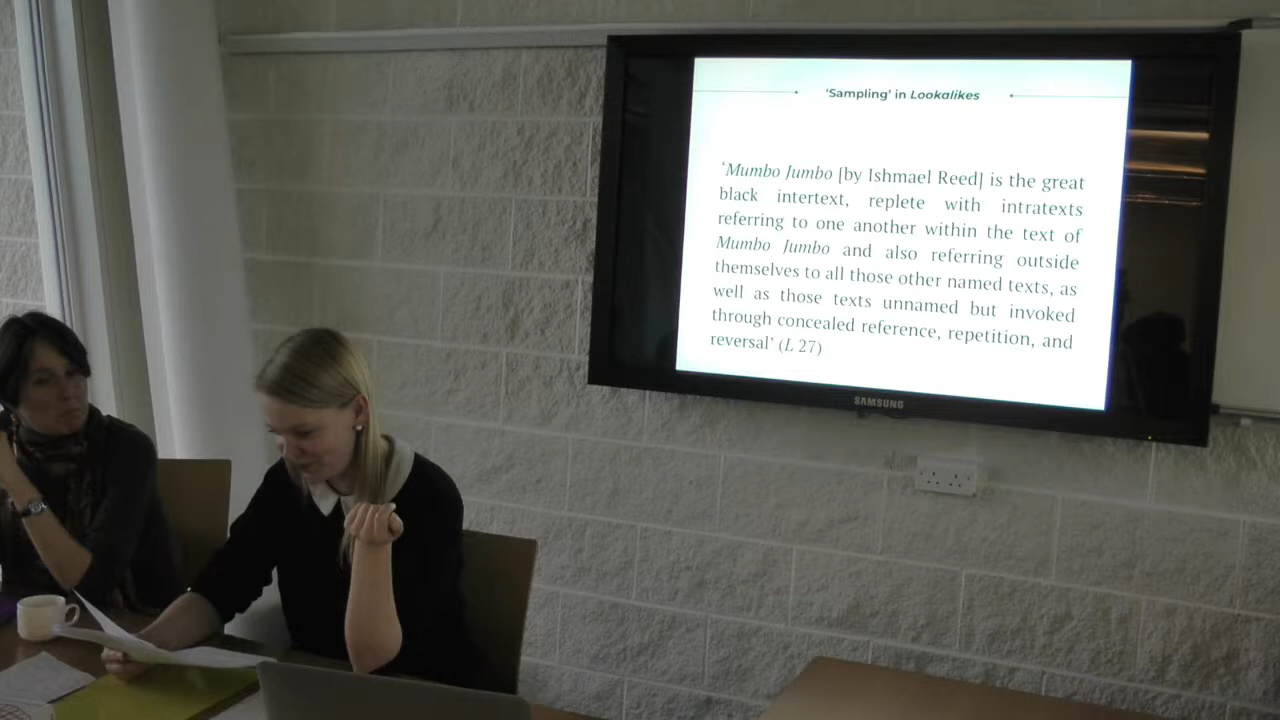 'Sampling' in Lookalikes
'Mumbo Jumbo [by Ishmael Reed] is the great
black intertext, replete with intratexts
referring to one another within the text of
Mumbo Jumbo and also referring outside
themselves to all those other named texts, as
well as those texts unnamed but invoked
through concealed reference, repetition, and
reversal' (L 27)
SAMSUNG